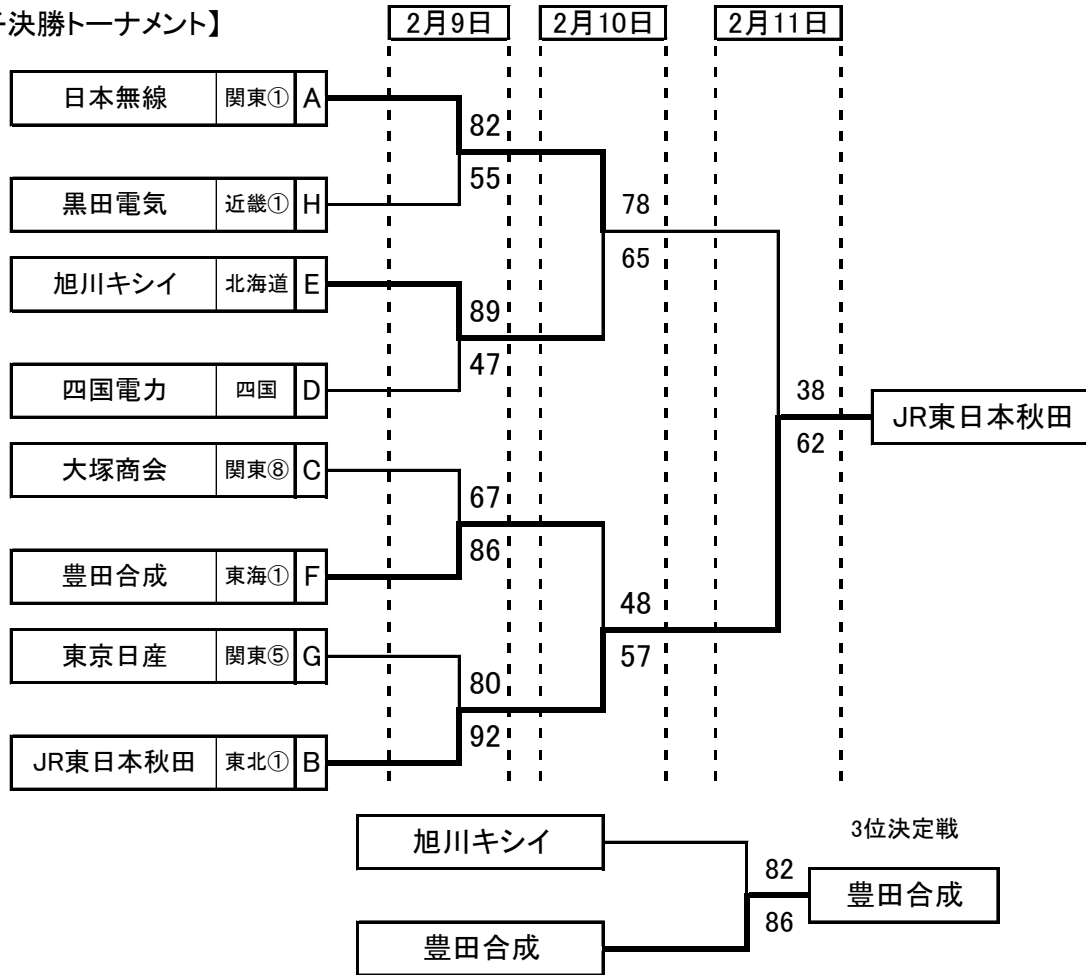 決勝トーナメント】
2月9日 2月10日 2月11日
日本無線 関東① A
82
55
黒田電気 近畿① H
78
65
旭川キシイ 北海道 E
89
47
四国電力 四国 D
38
62
JR東日本秋田
大塚商会 関東⑧ C
67
86
豊田合成 東海① F
48
57
東京日産 関東⑤ G
80
92
JR東日本秋田 東北① B
旭川キシイ
3位決定戦
82
86
豊田合成
豊田合成